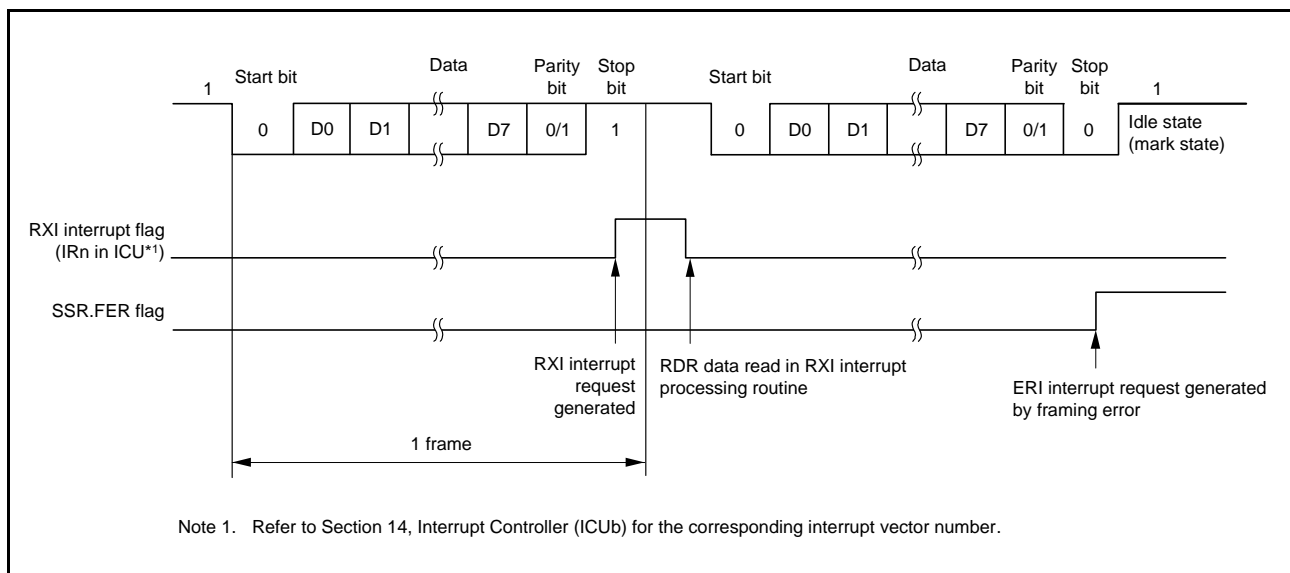 1
Start bit
Data
Parity
bit
Stop
bit
Start bit
Data
Parity
bit
Stop
bit
1
0 D0 D1 D7 0/1 1
0 D0 D1 D7 0/1 0
Idle state
(mark state)
RXI interrupt flag
(IRn in ICU*1)
SSR.FER flag
RXI interrupt
request
generated
RDR data read in RXI interrupt
processing routine
ERI interrupt request generated
by framing error
1 frame
Note 1. Refer to Section 14, Interrupt Controller (ICUb) for the corresponding interrupt vector number.